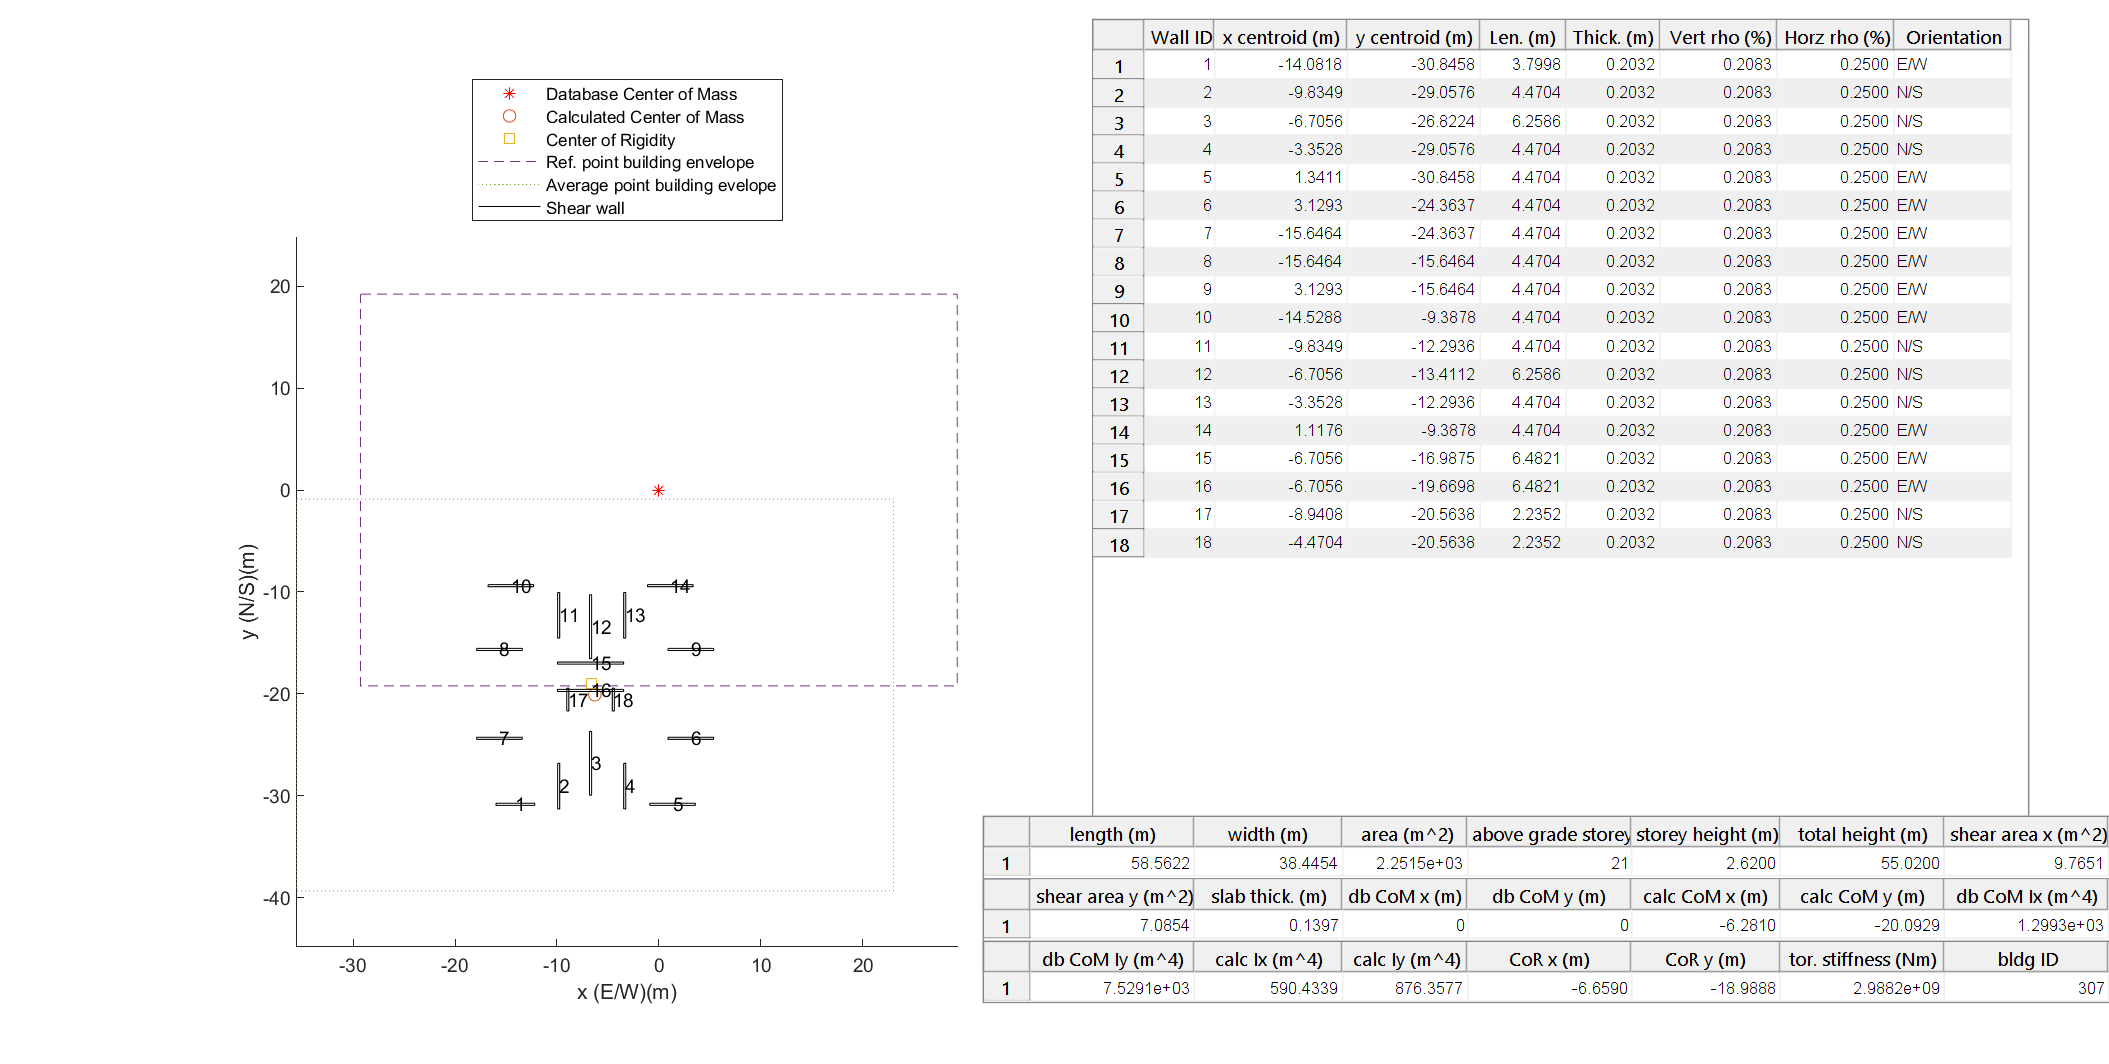 Database Center of Mass
Calculated Center of Mass
Center of Rigidity
Ref. point building envelope
Average point building evelope
Shear wall
20
10
0
-10
-20
-30
-40
y (N/S)(m)
10
14
11
12
13
8
9
15
16
17
18
7
6
3
2
4
1
5
-30
-20
-10
0
10
20
x (E/W)(m)
Wall ID x centroid (m) y centroid (m) Len. (m) Thick. (m) Vert rho (%) Horz rho (%) Orientation
1 1 -14.0818 -30.8458 3.7998 0.2032 0.2083 0.2500 E/W
2 2 -9.8349 -29.0576 4.4704 0.2032 0.2083 0.2500 N/S
3 3 -6.7056 -26.8224 6.2586 0.2032 0.2083 0.2500 N/S
4 4 -3.3528 -29.0576 4.4704 0.2032 0.2083 0.2500 N/S
5 5 1.3411 -30.8458 4.4704 0.2032 0.2083 0.2500 E/W
6 6 3.1293 -24.3637 4.4704 0.2032 0.2083 0.2500 E/W
7 7 -15.6464 -24.3637 4.4704 0.2032 0.2083 0.2500 E/W
8 8 -15.6464 -15.6464 4.4704 0.2032 0.2083 0.2500 E/W
9 9 3.1293 -15.6464 4.4704 0.2032 0.2083 0.2500 E/W
10 10 -14.5288 -9.3878 4.4704 0.2032 0.2083 0.2500 E/W
11 11 -9.8349 -12.2936 4.4704 0.2032 0.2083 0.2500 N/S
12 12 -6.7056 -13.4112 6.2586 0.2032 0.2083 0.2500 N/S
13 13 -3.3528 -12.2936 4.4704 0.2032 0.2083 0.2500 N/S
14 14 1.1176 -9.3878 4.4704 0.2032 0.2083 0.2500 E/W
15 15 -6.7056 -16.9875 6.4821 0.2032 0.2083 0.2500 E/W
16 16 -6.7056 -19.6698 6.4821 0.2032 0.2083 0.2500 E/W
17 17 -8.9408 -20.5638 2.2352 0.2032 0.2083 0.2500 N/S
18 18 -4.4704 -20.5638 2.2352 0.2032 0.2083 0.2500 N/S
length (m) width (m) area (m^2) above grade storey storey height (m) total height (m) shear area x (m^2)
1 58.5622 38.4454 2.2515e+03 21 2.6200 55.0200 9.7651
shear area y (m^2) slab thick. (m) db CoM x (m) db CoM y (m) calc CoM x (m) calc CoM y (m) db CoM Ix (m^4)
1 7.0854 0.1397 0 0 -6.2810 -20.0929 1.2993e+03
db CoM Iy (m^4) calc Ix (m^4) calc Iy (m^4) CoR x (m) CoR y (m) tor. stiffness (Nm) bldg ID
1 7.5291e+03 590.4339 876.3577 -6.6590 -18.9888 2.9882e+09 307